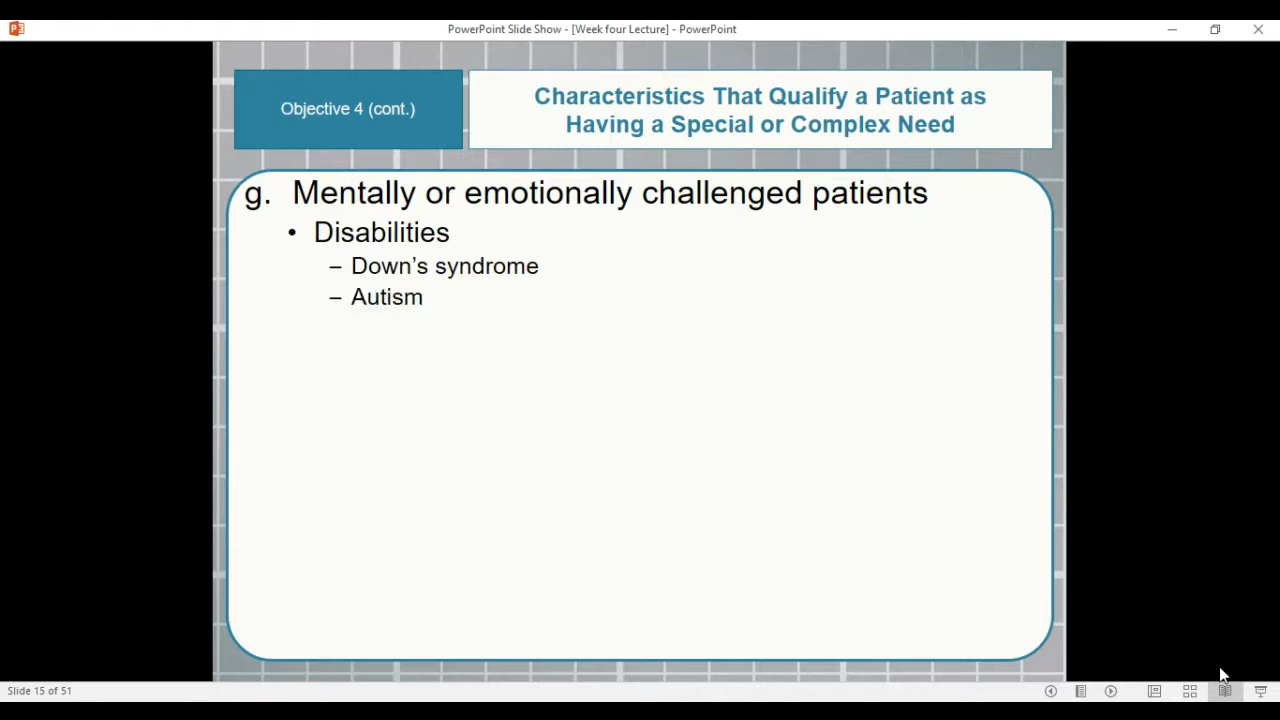 PowerPoint Slide Show - [Week four Lecture] - PowerPoint
Objective 4 (cont.)
Characteristics That Qualify a Patient as
Having a Special or Complex Need
g. Mentally or emotionally challenged patients
• Disabilities
– Down’s syndrome
– Autism
Slide 15 of 51